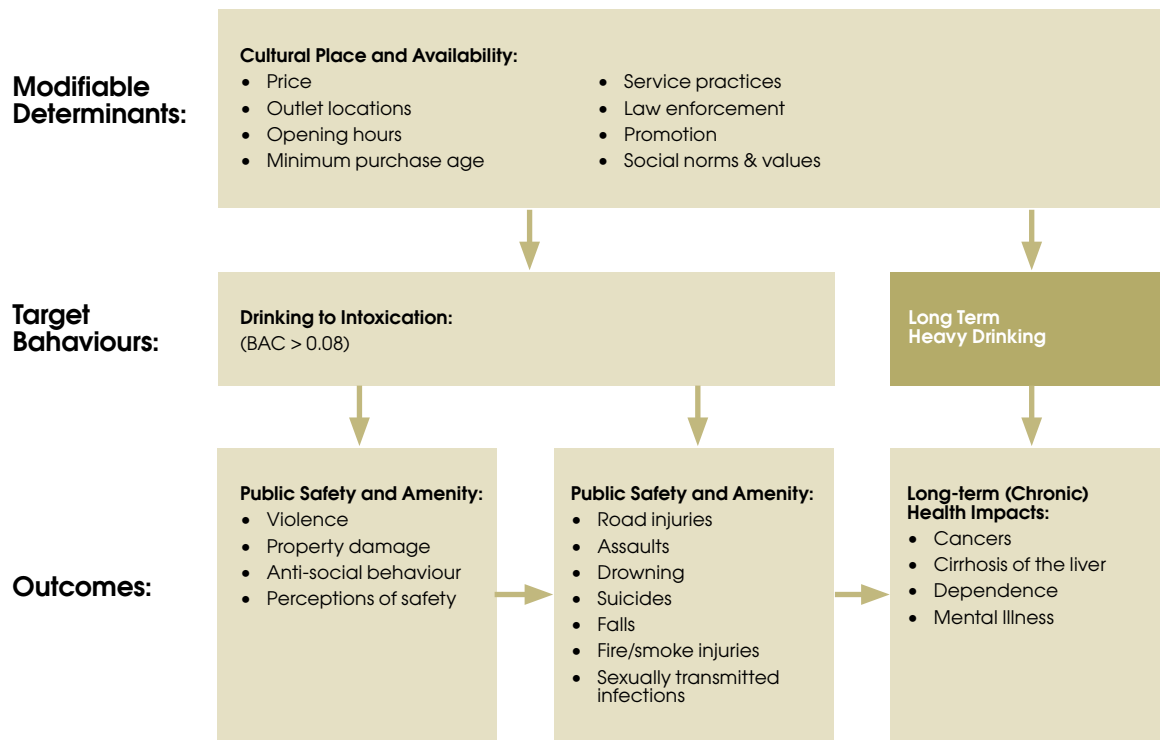 Modifiable
Determinants:
Cultural Place and Availability:
• Price
• Outlet locations
• Opening hours
• Minimum purchase age
• Service practices
• Law enforcement
• Promotion
• Social norms & values
Target
Bahaviours:
Drinking to Intoxication:
(BAC > 0.08)
Long Term
Heavy Drinking
Outcomes:
Public Safety and Amenity:
• Violence
• Property damage
• Anti-social behaviour
• Perceptions of safety
Public Safety and Amenity:
• Road injuries
• Assaults
• Drowning
• Suicides
• Falls
• Fire/smoke injuries
• Sexually transmitted
infections
Long-term (Chronic)
Health Impacts:
• Cancers
• Cirrhosis of the liver
• Dependence
• Mental Illness